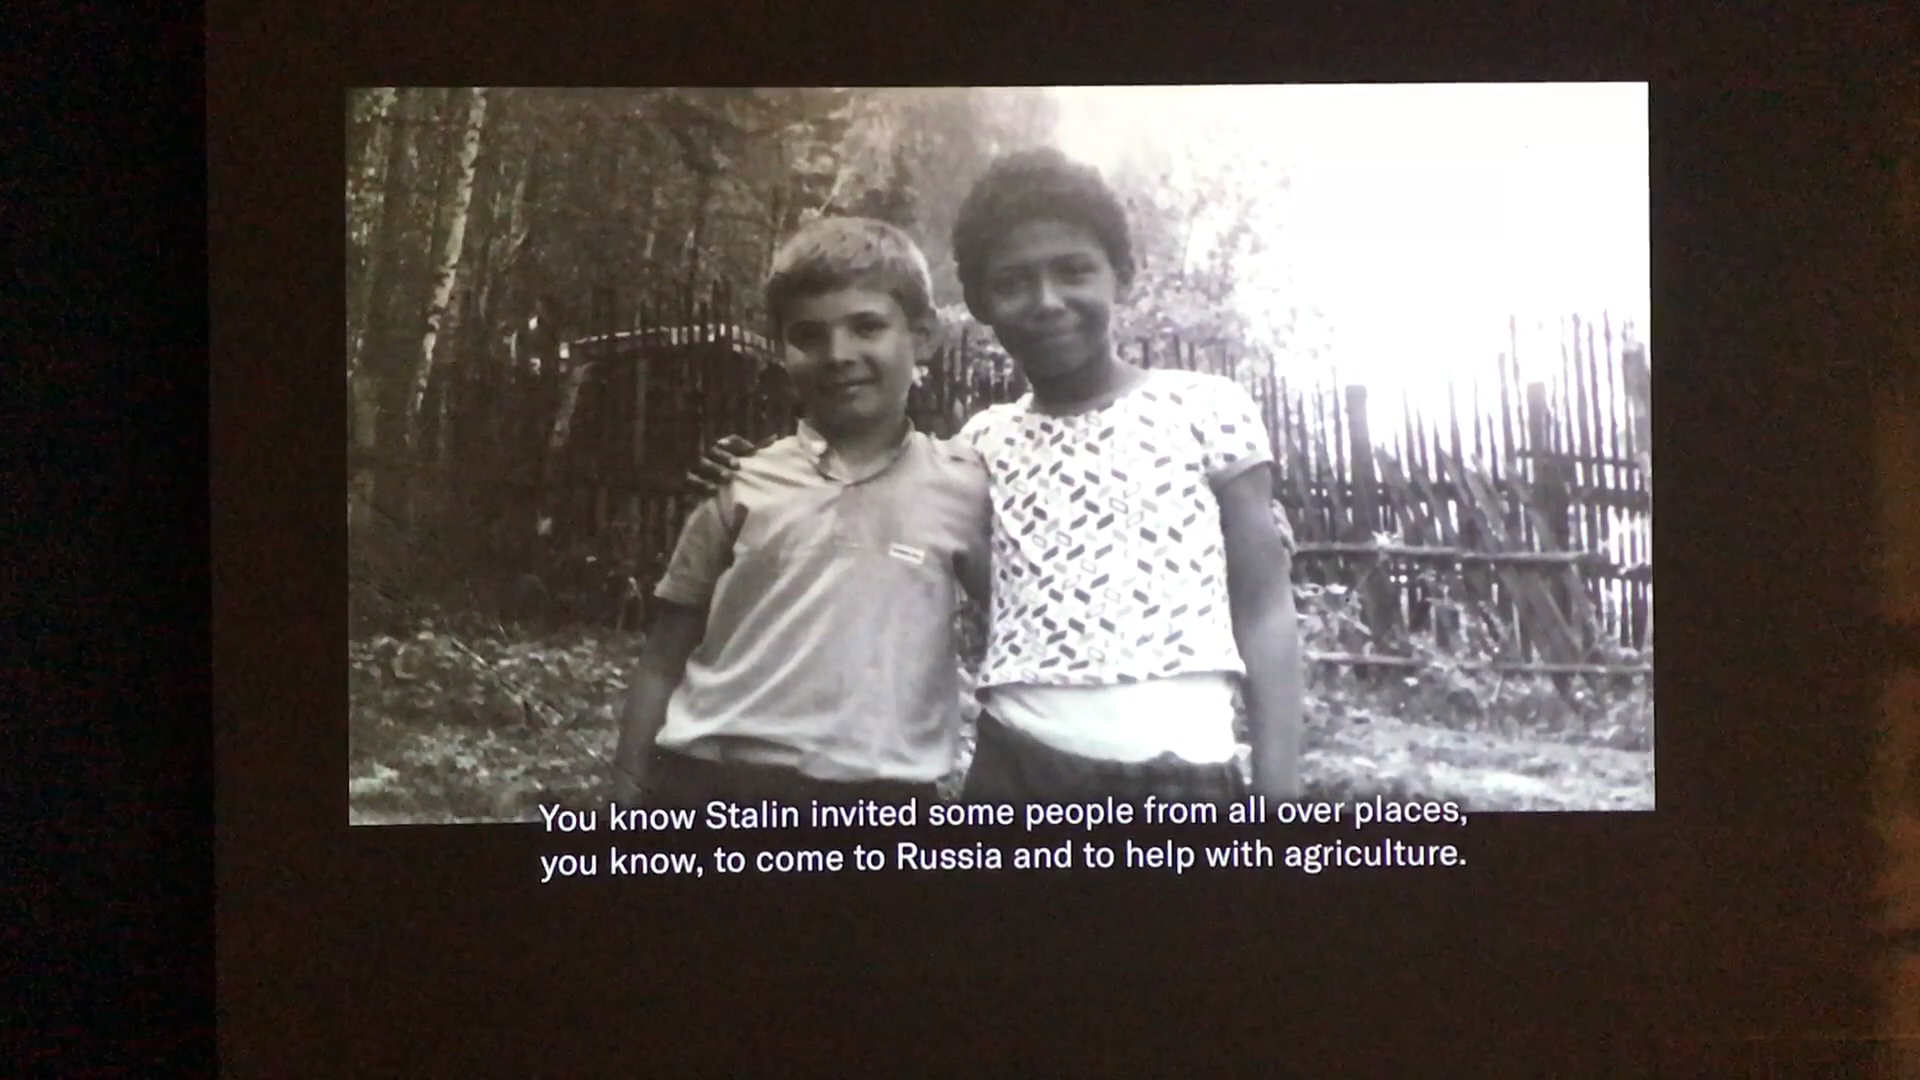 You know Stalin invited some people from all over places,
you know, to come to Russia and to help with agriculture.